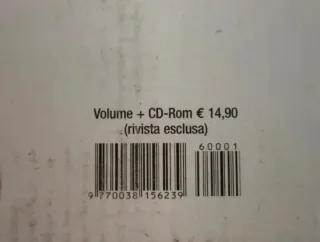 Volume + CD-Rom € 14,90
(rivista esclusa)
60001
9 770038 156239